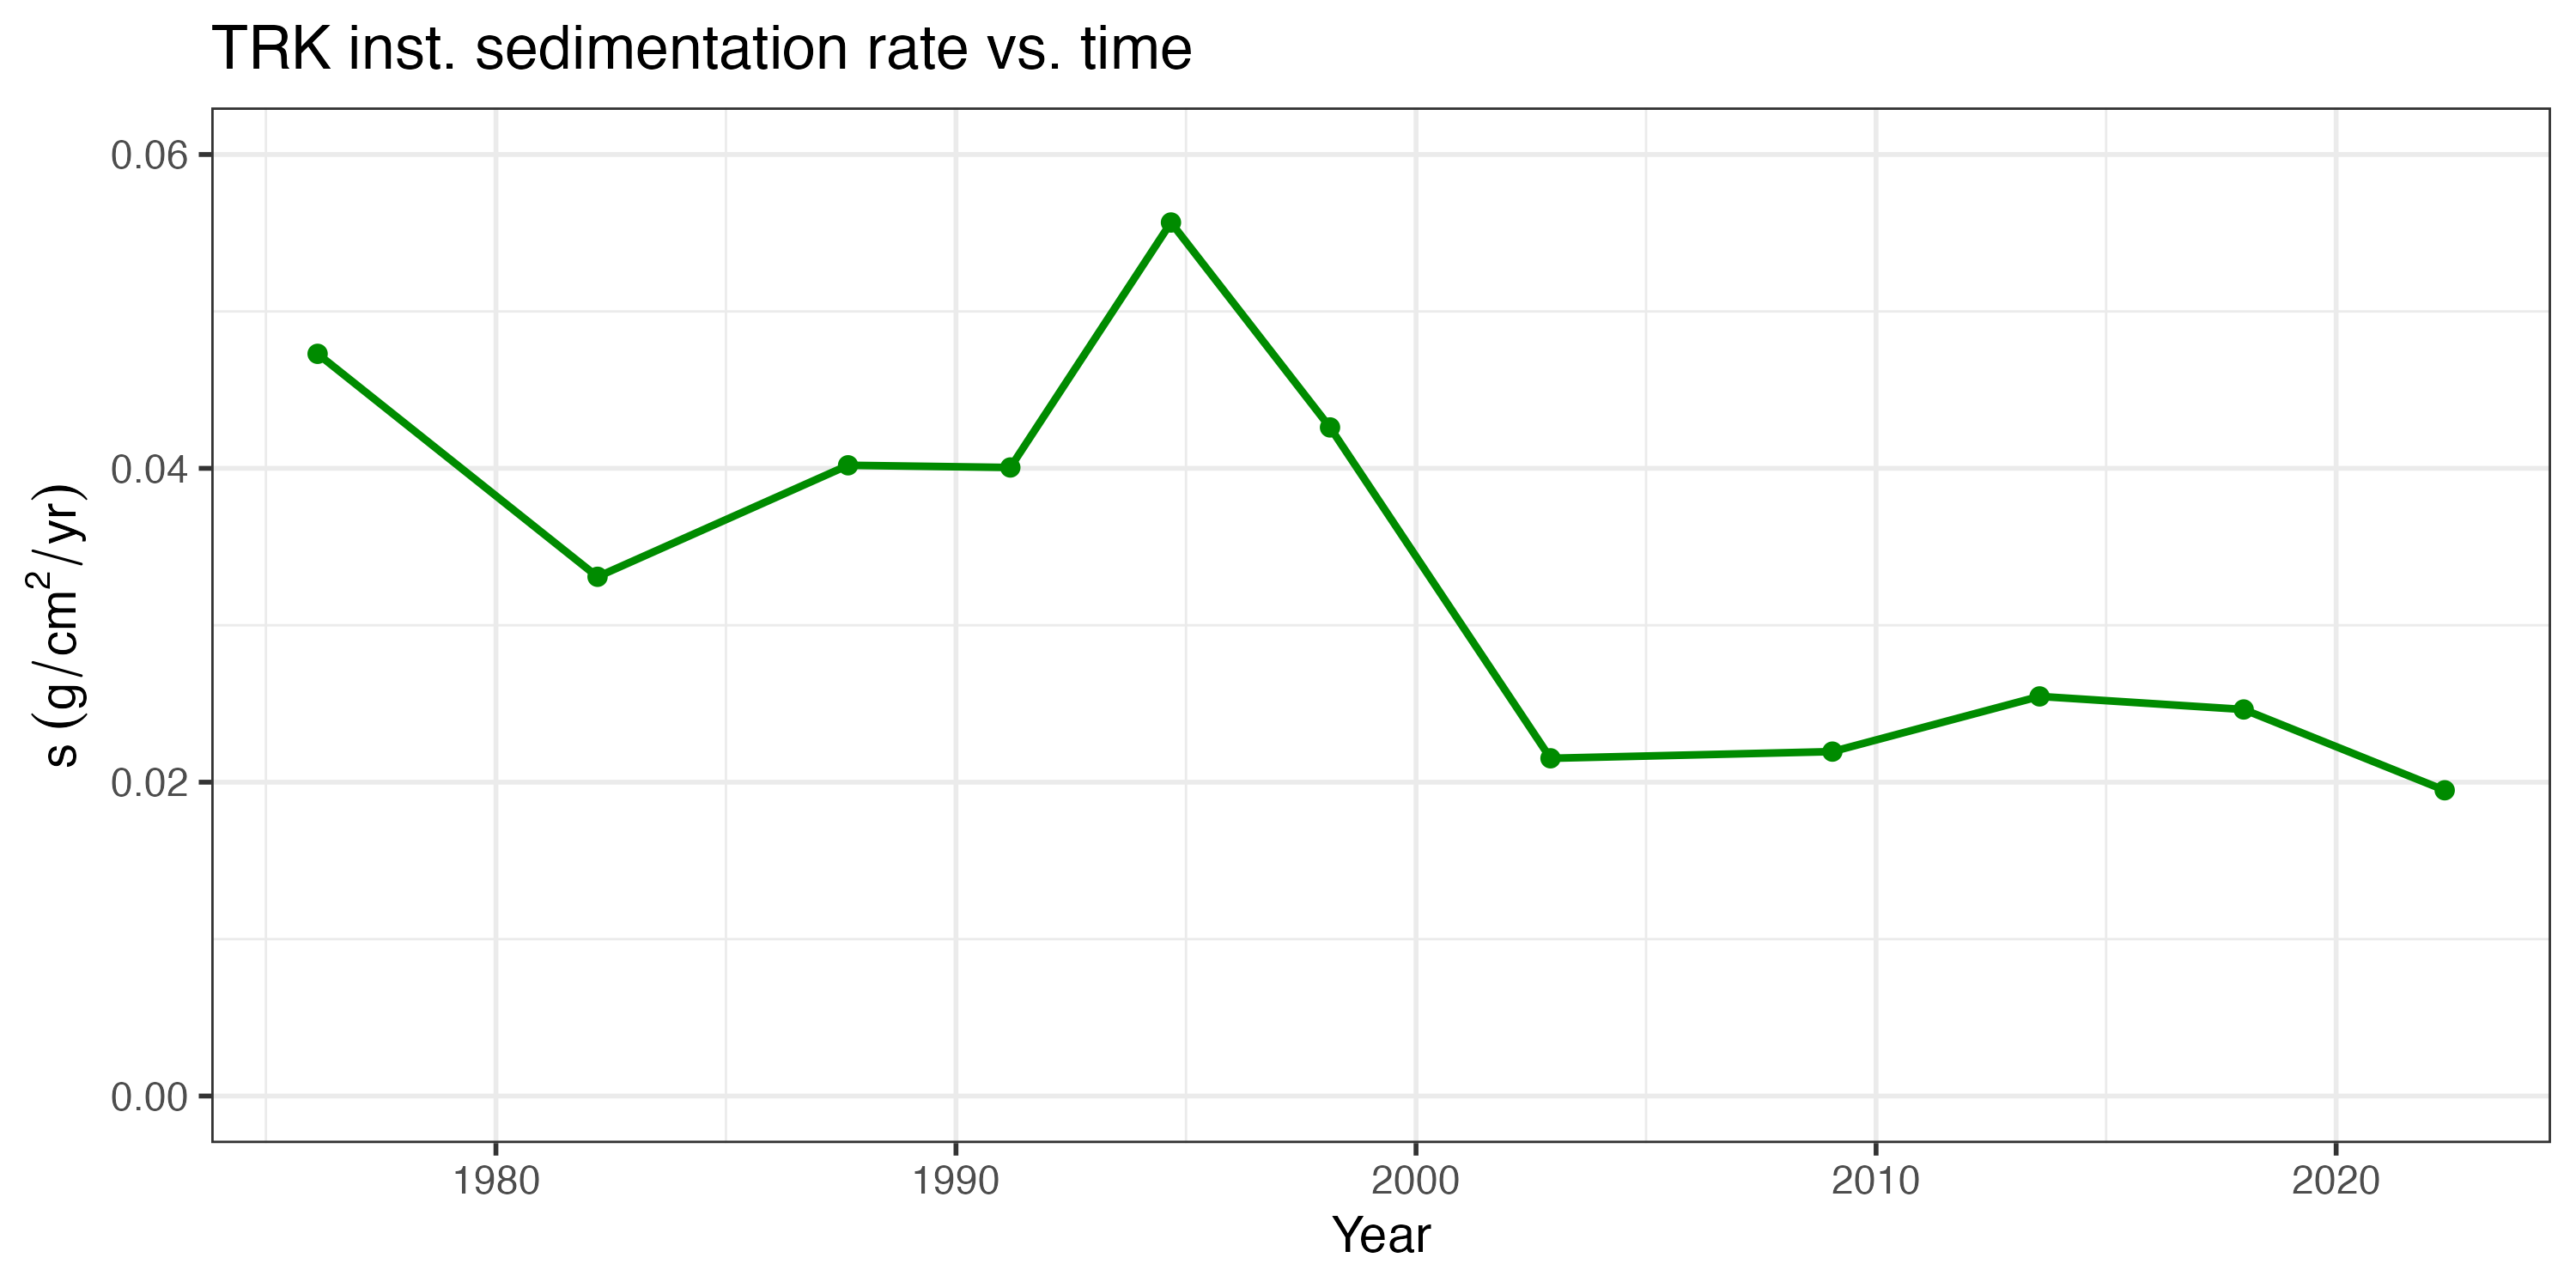 TRK inst. sedimentation rate vs. time
s (g/cm²/yr)
0.06
0.04
0.02
0.00
1980 1990 2000 2010 2020
Year